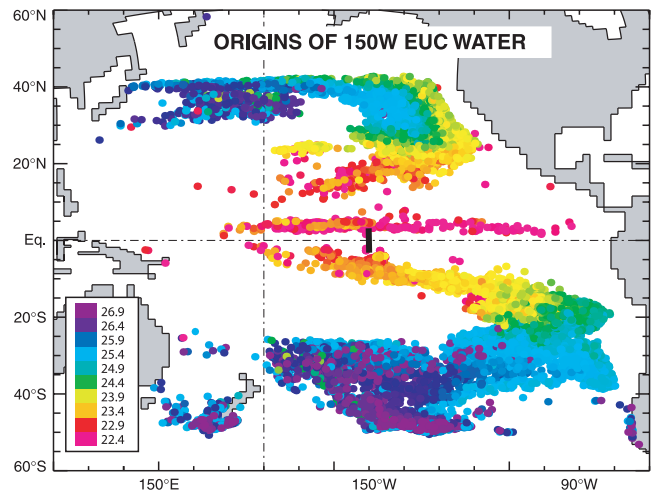 ORIGINS OF 150W EUC WATER
60°N
40°N
20°N
Eq.
20°S
40°S
60°S
26.9
26.4
25.9
25.4
24.9
24.4
23.9
23.4
22.9
22.4
150°E
150°W
90°W